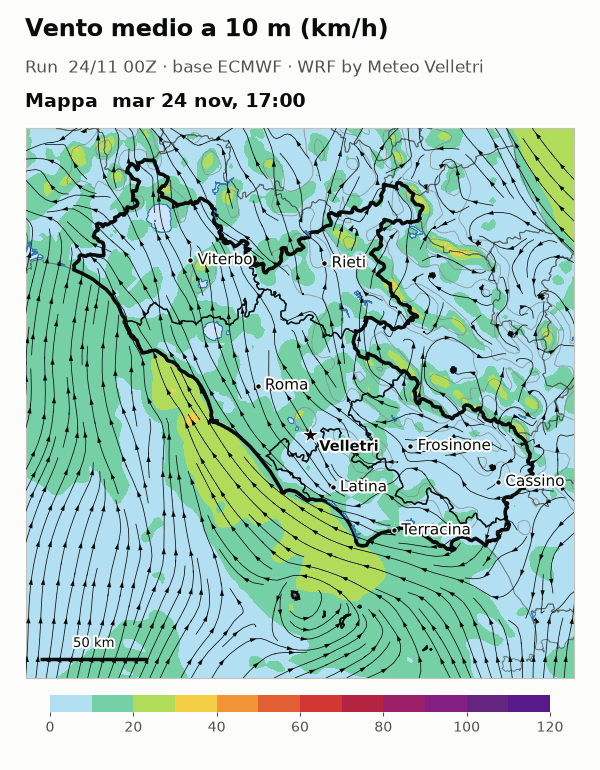 Vento medio a 10 m (km/h)
Run 24/11 00Z · base ECMWF · WRF by Meteo Velletri
Mappa mar 24 nov, 17:00
Viterbo
Rieti
Roma
Velletri
Frosinone
Cassino
Latina
Terracina
50 km
0 20 40 60 80 100 120